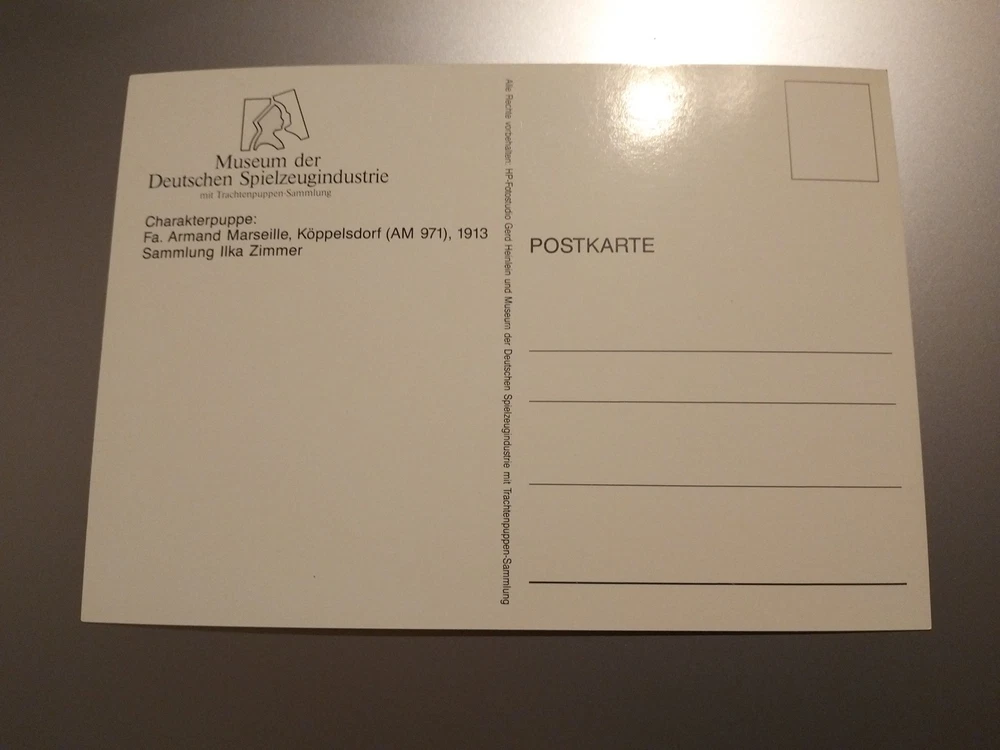 Museum der
Deutschen Spielzeugindustrie
mit Trachtenpuppen-Sammlung
Charakterpuppe:
Fa. Armand Marseille, Köppelsdorf (AM 971), 1913
Sammlung Ilka Zimmer
Alle Rechte vorbehalten. HP-Fotostudio Gerd Heinlein und Museum der Deutschen Spielzeugindustrie mit Trachtenpuppen-Sammlung
POSTKARTE